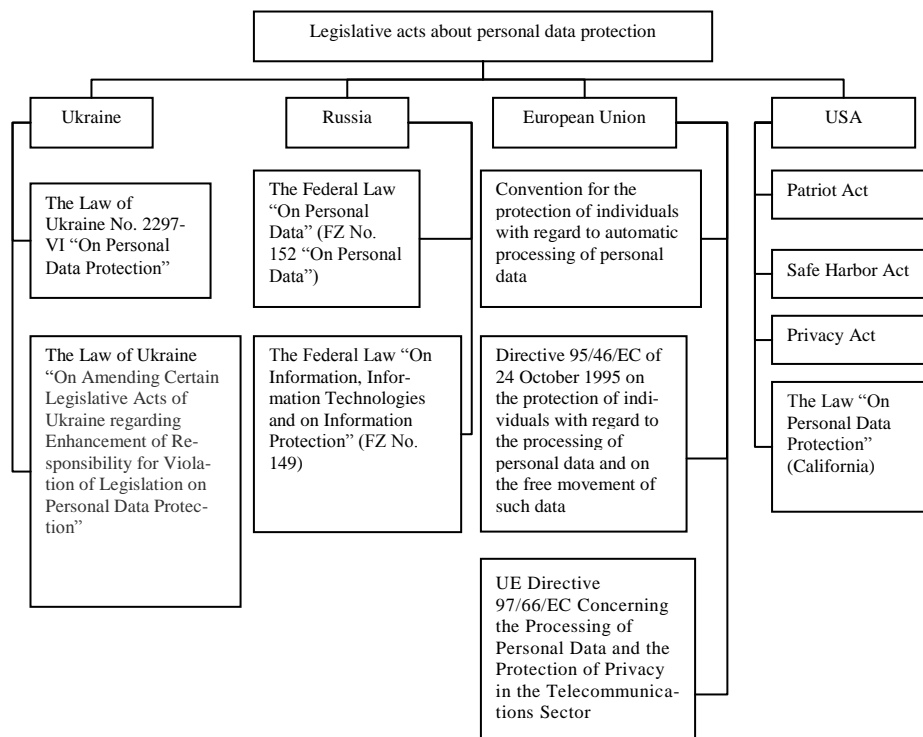 Legislative acts about personal data protection
Ukraine
Russia
European Union
USA
The Law of
Ukraine No. 2297-
VI “On Personal
Data Protection”
The Law of Ukraine
“On Amending Certain
Legislative Acts of
Ukraine regarding
Enhancement of Re-
sponsibility for Viola-
tion of Legislation on
Personal Data Protec-
tion”
The Federal Law
“On Personal
Data” (FZ No.
152 “On Personal
Data”)
The Federal Law “On
Information, Infor-
mation Technologies
and on Information
Protection” (FZ No.
149)
Convention for the
protection of individuals
with regard to automatic
processing of personal
data
Directive 95/46/EC of
24 October 1995 on
the protection of indi-
viduals with regard to
the processing of
personal data and on
the free movement of
such data
UE Directive
97/66/EC Concerning
the Processing of
Personal Data and the
Protection of Privacy
in the Telecommunica-
tions Sector
Patriot Act
Safe Harbor Act
Privacy Act
The Law “On
Personal Data
Protection”
(California)